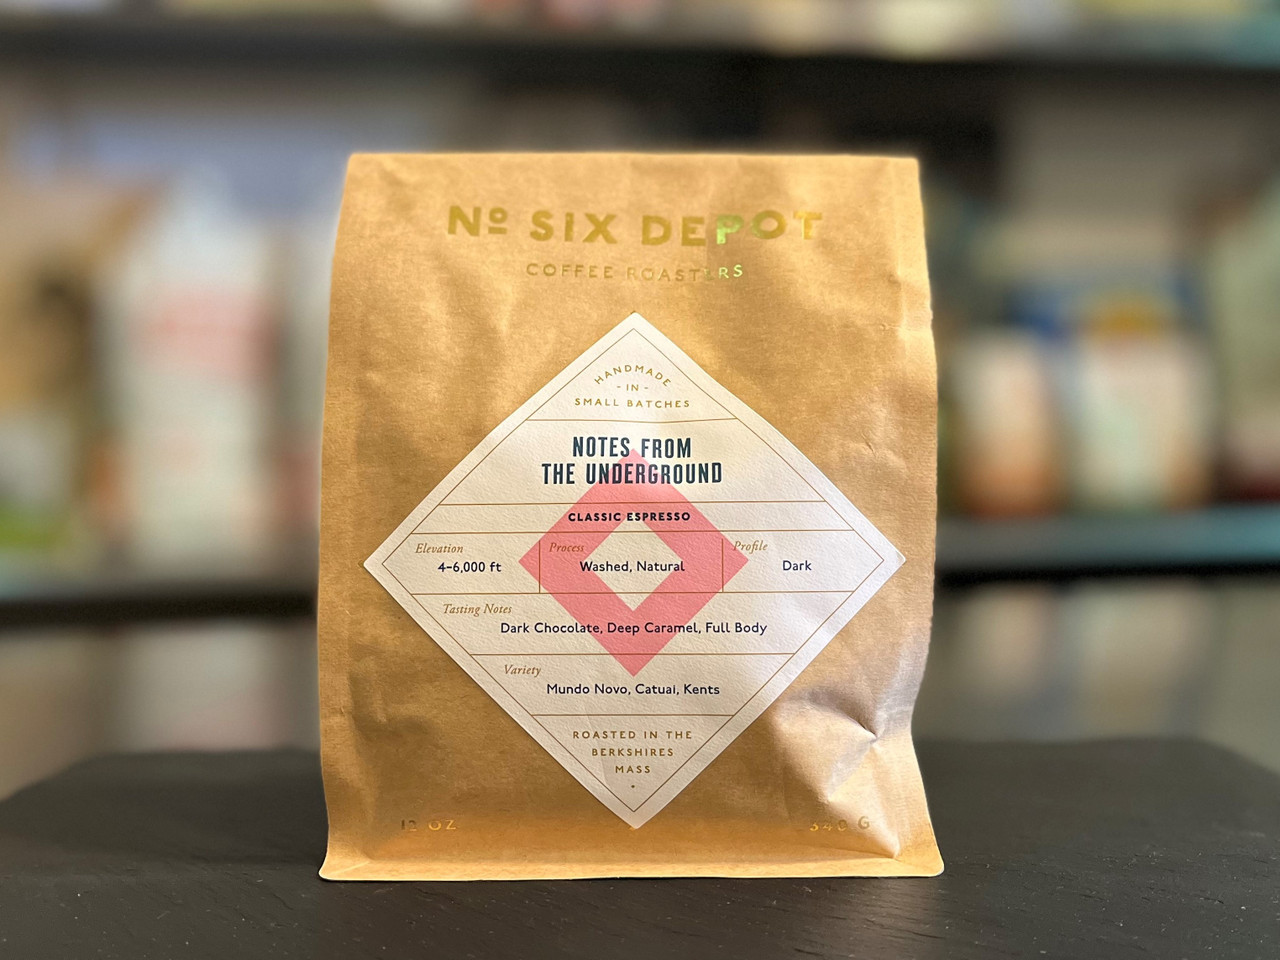 Nº SIX DEPOT
COFFEE ROASTERS
HANDMADE
- IN -
SMALL BATCHES
NOTES FROM
THE UNDERGROUND
CLASSIC ESPRESSO
Elevation
4-6,000 ft
Process
Washed, Natural
Profile
Dark
Tasting Notes
Dark Chocolate, Deep Caramel, Full Body
Variety
Mundo Novo, Catuai, Kents
ROASTED IN THE
BERKSHIRES
MASS
12 OZ
340 G